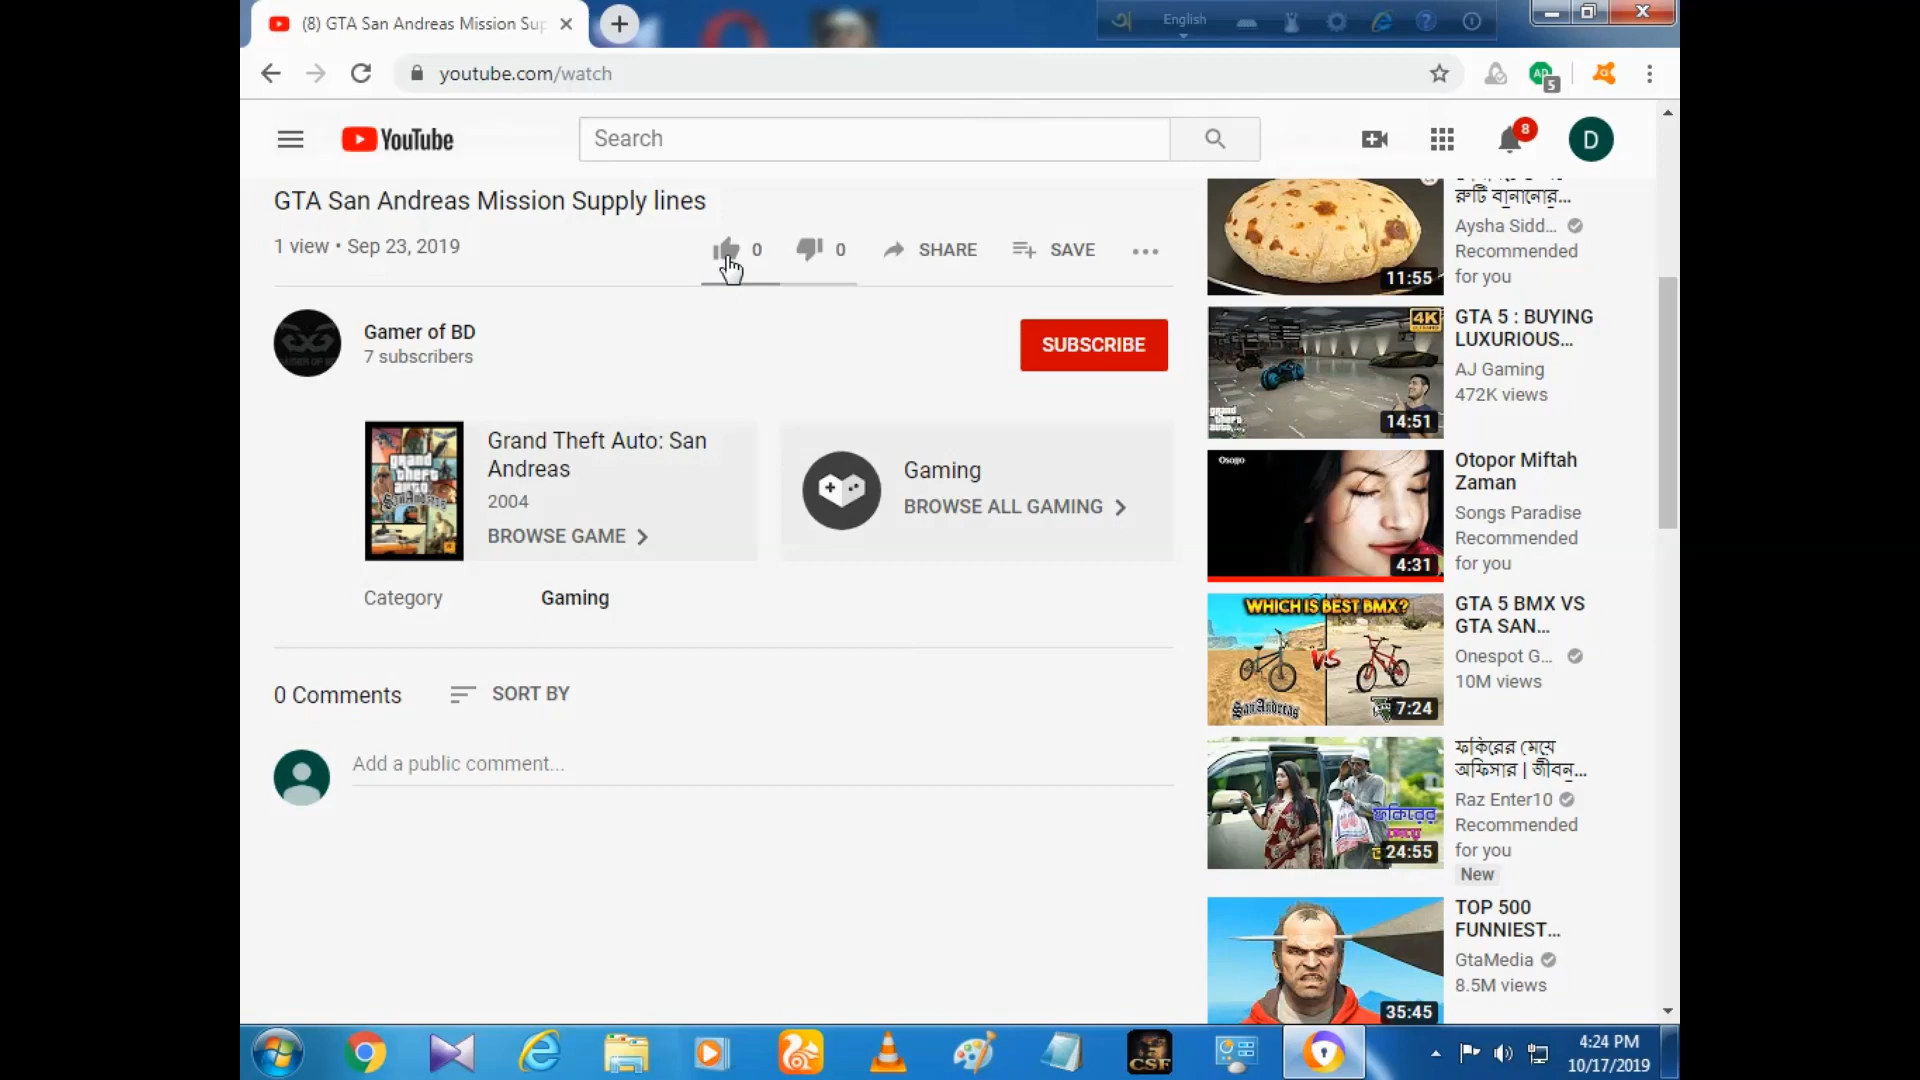 (8) GTA San Andreas Mission Sup
English
youtube.com/watch
YouTube
Search
8
D
GTA San Andreas Mission Supply lines
1 view • Sep 23, 2019
0
0
SHARE
SAVE
Gamer of BD
7 subscribers
SUBSCRIBE
Grand Theft Auto: San
Andreas
2004
BROWSE GAME
Gaming
BROWSE ALL GAMING
Category
Gaming
0 Comments
SORT BY
Add a public comment...
রুটি বানানোর...
Aysha Sidd...
Recommended
for you
11:55
GTA 5 : BUYING
LUXURIOUS...
AJ Gaming
472K views
4K
14:51
Otopor Miftah
Zaman
Songs Paradise
Recommended
for you
4:31
GTA 5 BMX VS
GTA SAN...
Onespot G...
10M views
WHICH IS BEST BMX?
VS
San Andreas
7:24
ফকিরের মেয়ে
অফিসার | জীবন...
Raz Enter10
Recommended
for you
New
ফকিরের
মেয়ে
24:55
TOP 500
FUNNIEST...
GtaMedia
8.5M views
35:45
CSF
4:24 PM
10/17/2019